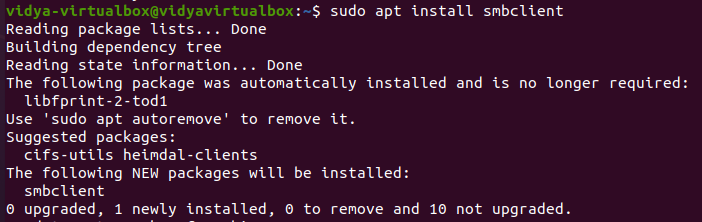 vidya-virtualbox@vidyavirtualbox:~$ sudo apt install smbclient
Reading package lists... Done
Building dependency tree
Reading state information... Done
The following package was automatically installed and is no longer required:
  libfprint-2-tod1
Use 'sudo apt autoremove' to remove it.
Suggested packages:
  cifs-utils heimdal-clients
The following NEW packages will be installed:
  smbclient
0 upgraded, 1 newly installed, 0 to remove and 10 not upgraded.